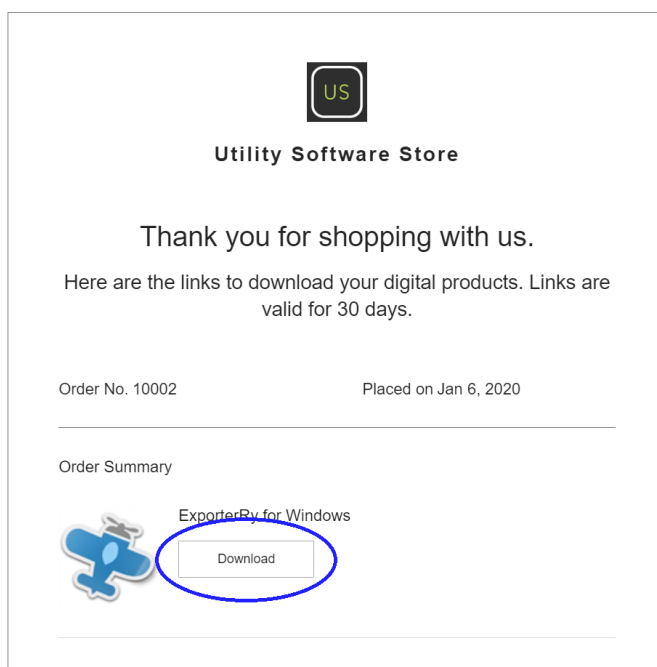 US
Utility Software Store
Thank you for shopping with us.
Here are the links to download your digital products. Links are
valid for 30 days.
Order No. 10002
Placed on Jan 6, 2020
Order Summary
ExporterRy for Windows
Download